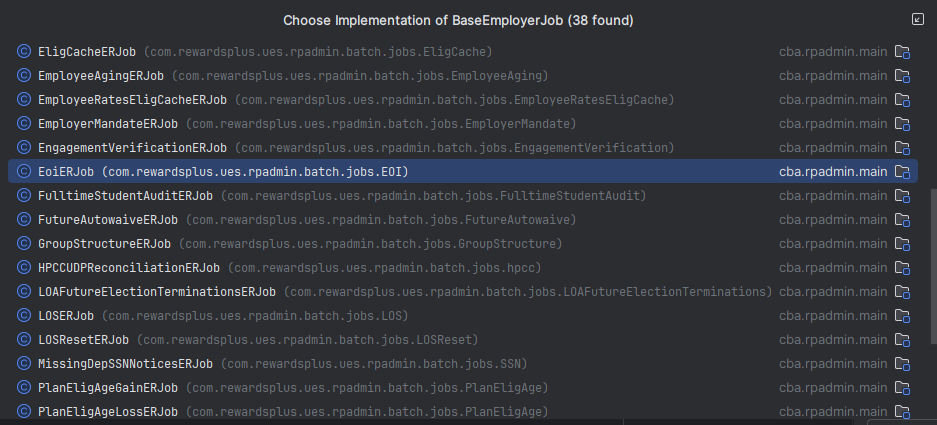 Choose Implementation of BaseEmployerJob (38 found)
EligCacheERJob (com.rewardsplus.ues.rpadmin.batch.jobs.EligCache) cba.rpadmin.main
EmployeeAgingERJob (com.rewardsplus.ues.rpadmin.batch.jobs.EmployeeAging) cba.rpadmin.main
EmployeeRatesEligCacheERJob (com.rewardsplus.ues.rpadmin.batch.jobs.EmployeeRatesEligCache) cba.rpadmin.main
EmployerMandateERJob (com.rewardsplus.ues.rpadmin.batch.jobs.EmployerMandate) cba.rpadmin.main
EngagementVerificationERJob (com.rewardsplus.ues.rpadmin.batch.jobs.EngagementVerification) cba.rpadmin.main
EoiERJob (com.rewardsplus.ues.rpadmin.batch.jobs.EOI) cba.rpadmin.main
FulltimeStudentAuditERJob (com.rewardsplus.ues.rpadmin.batch.jobs.FulltimeStudentAudit) cba.rpadmin.main
FutureAutowaiveERJob (com.rewardsplus.ues.rpadmin.batch.jobs.FutureAutowaive) cba.rpadmin.main
GroupStructureERJob (com.rewardsplus.ues.rpadmin.batch.jobs.GroupStructure) cba.rpadmin.main
HPCCUDPReconciliationERJob (com.rewardsplus.ues.rpadmin.batch.jobs.hpcc) cba.rpadmin.main
LOAFutureElectionTerminationsERJob (com.rewardsplus.ues.rpadmin.batch.jobs.LOAFutureElectionTerminations) cba.rpadmin.main
LOSERJob (com.rewardsplus.ues.rpadmin.batch.jobs.LOS) cba.rpadmin.main
LOSResetERJob (com.rewardsplus.ues.rpadmin.batch.jobs.LOSReset) cba.rpadmin.main
MissingDepSSNNoticesERJob (com.rewardsplus.ues.rpadmin.batch.jobs.SSN) cba.rpadmin.main
PlanEligAgeGainERJob (com.rewardsplus.ues.rpadmin.batch.jobs.PlanEligAge) cba.rpadmin.main
PlanEligAgeLossERJob (com.rewardsplus.ues.rpadmin.batch.jobs.PlanEligAge) cba.rpadmin.main